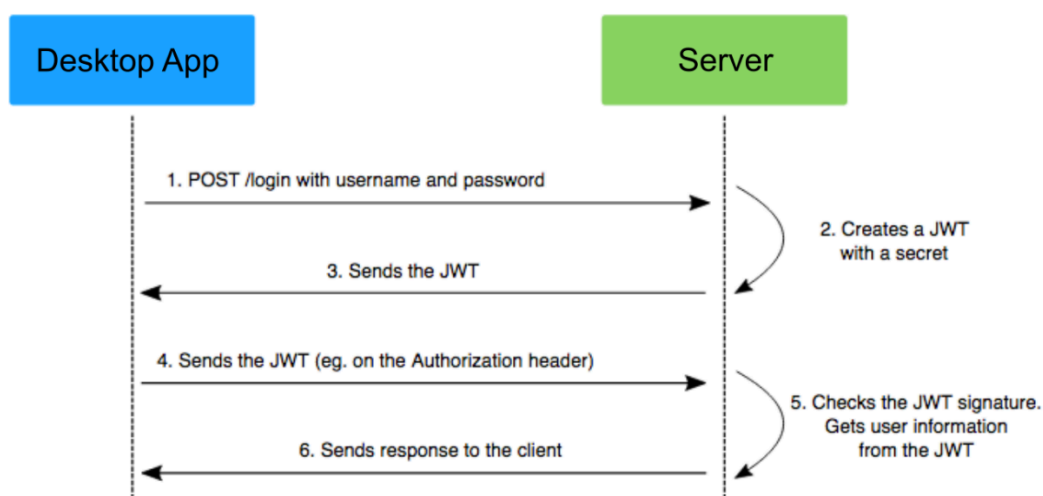 Desktop App
Server
1. POST /login with username and password
2. Creates a JWT
with a secret
3. Sends the JWT
4. Sends the JWT (eg. on the Authorization header)
5. Checks the JWT signature.
Gets user information
from the JWT
6. Sends response to the client